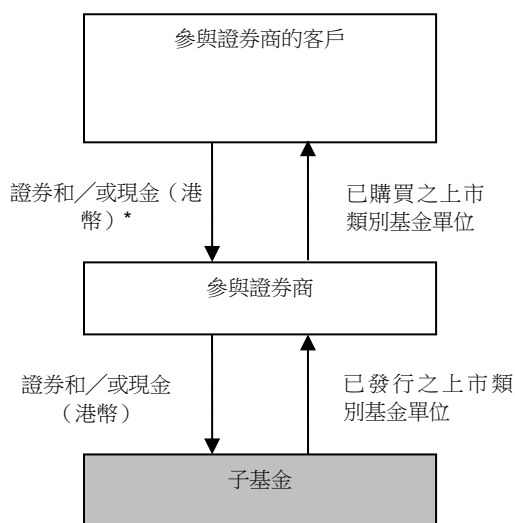 參與證券商的客戶
證券和／或現金（港
幣）*
已購買之上市
類別基金單位
參與證券商
證券和／或現金
（港幣）
已發行之上市類
別基金單位
子基金